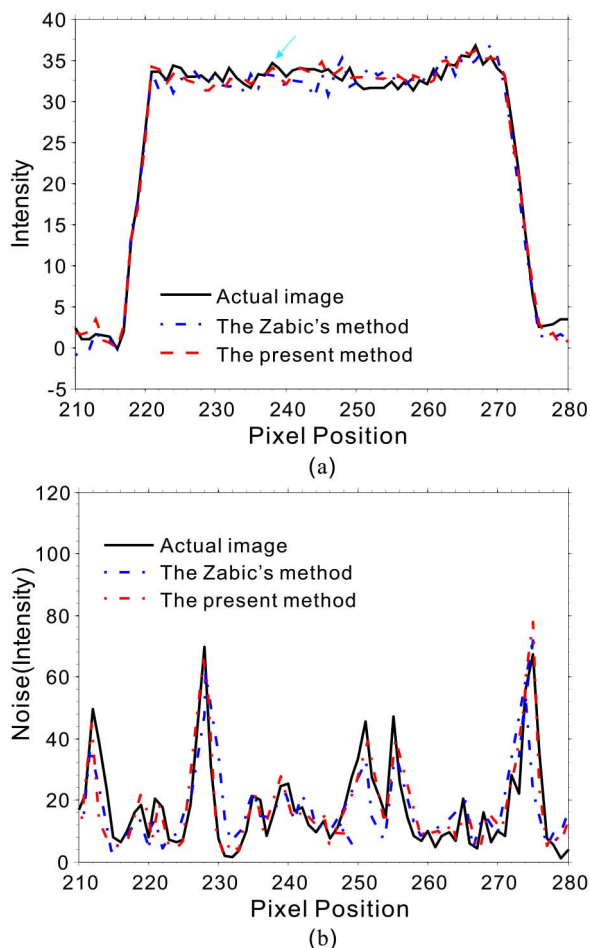 40
35
30
25
20
15
10
5
0
-5
Intensity
Actual image
The Zabic's method
The present method
210 220 230 240 250 260 270 280
Pixel Position
(a)
120
100
80
60
40
20
0
Noise(Intensity)
Actual image
The Zabic's method
The present method
210 220 230 240 250 260 270 280
Pixel Position
(b)